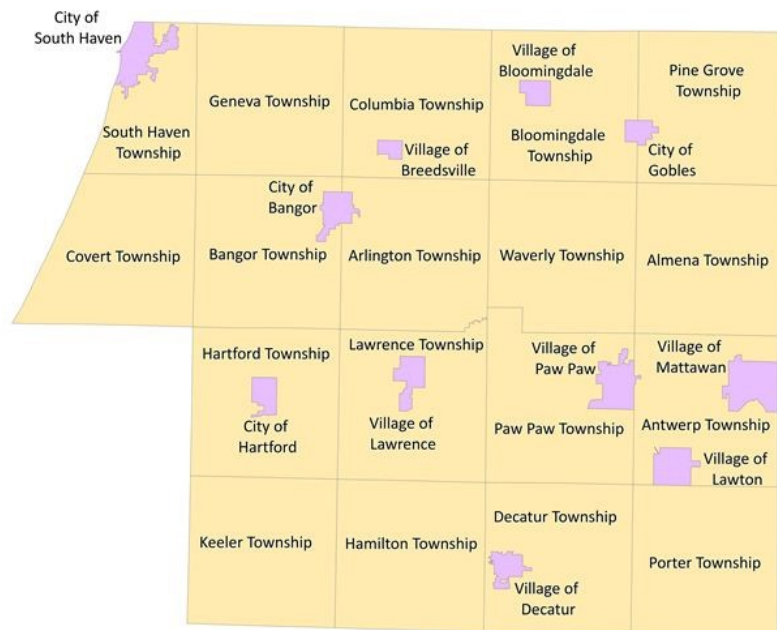 City of
South Haven
Village of
Bloomingdale
Pine Grove
Township
Geneva Township
Columbia Township
South Haven
Township
Village of
Breedsville
Bloomingdale
Township
City of
Gobles
City of
Bangor
Covert Township
Bangor Township
Arlington Township
Waverly Township
Almena Township
Hartford Township
Lawrence Township
Village of
Paw Paw
Village of
Mattawan
City of
Hartford
Village of
Lawrence
Paw Paw Township
Antwerp Township
Village of
Lawton
Keeler Township
Hamilton Township
Decatur Township
Porter Township
Village of
Decatur